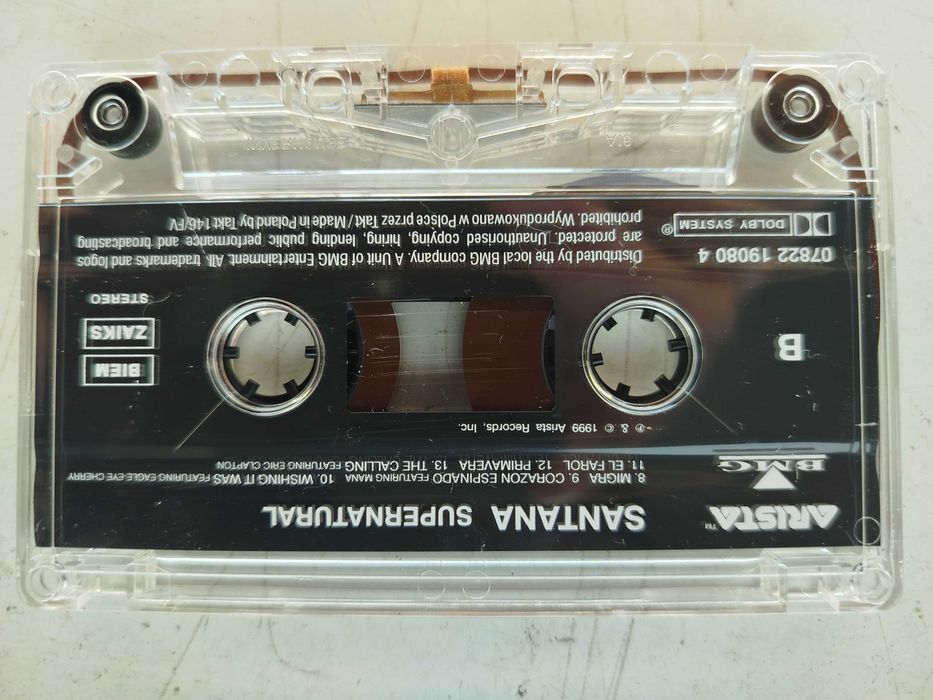 ARISTA™
BMG
SANTANA SUPERNATURAL
8. MIGRA 9. CORAZON ESPINADO FEATURING MANA 10. WISHING IT WAS FEATURING EAGLE-EYE CHERRY
11. EL FAROL 12. PRIMAVERA 13. THE CALLING FEATURING ERIC CLAPTON
℗ & © 1999 Arista Records, Inc.
B
BIEM
ZAIKS
STEREO
07822 19080 4
DOLBY SYSTEM®
Distributed by the local BMG company. A Unit of BMG Entertainment. All trademarks and logos
are protected. Unauthorised copying, hiring, lending public performance and broadcasting
prohibited. Wyprodukowano w Polsce przez Takt / Made in Poland by Takt 146/FV